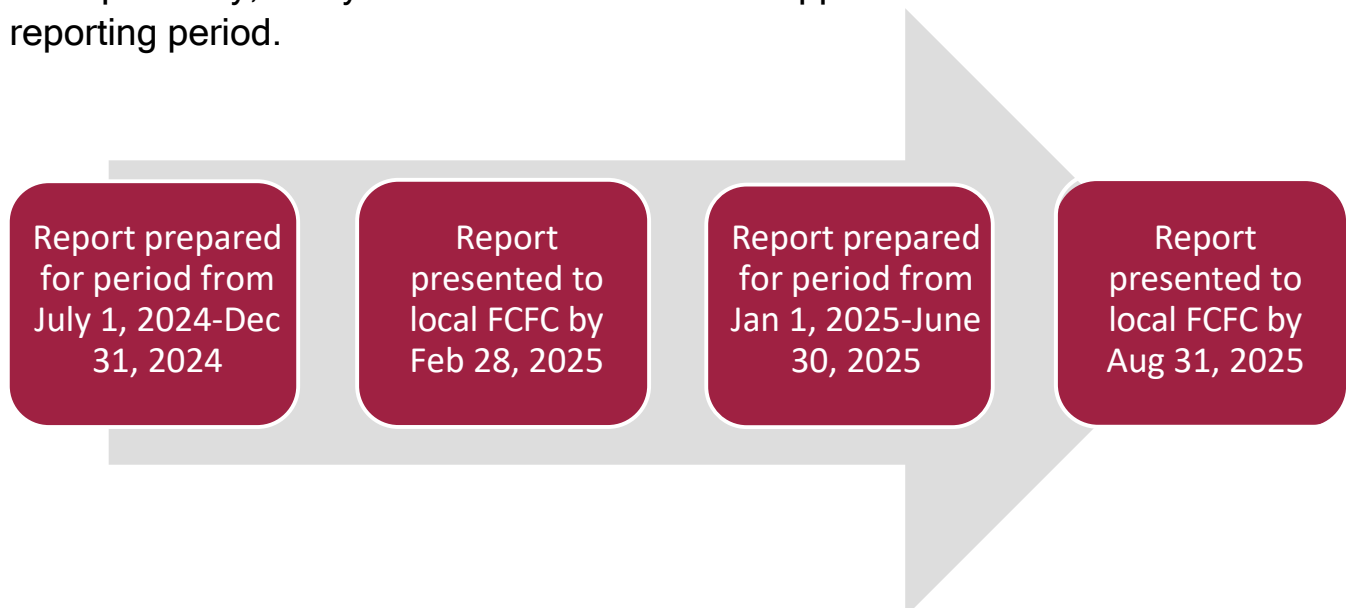 reporting period.
Report prepared
for period from
July 1, 2024-Dec
31, 2024
Report
presented to
local FCFC by
Feb 28, 2025
Report prepared
for period from
Jan 1, 2025-June
30, 2025
Report
presented to
local FCFC by
Aug 31, 2025